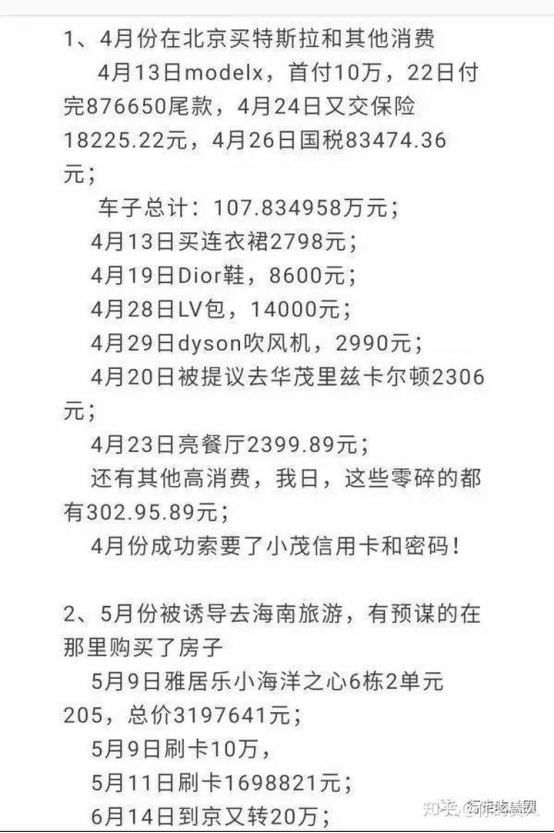 1、4月份在北京买特斯拉和其他消费
4月13日modelx，首付10万，22日付
完876650尾款，4月24日又交保险
18225.22元，4月26日国税83474.36
元；
车子总计：107.834958万元；
4月13日买连衣裙2798元；
4月19日Dior鞋，8600元；
4月28日LV包，14000元；
4月29日dyson吹风机，2990元；
4月20日被提议去华茂里兹卡尔顿2306
元；
4月23日亮餐厅2399.89元；
还有其他高消费，我日，这些零碎的都
有302.95.89元；
4月份成功索要了小茂信用卡和密码！
2、5月份被诱导去海南旅游，有预谋的在
那里购买了房子
5月9日雅居乐小海洋之心6栋2单元
205，总价3197641元；
5月9日刷卡10万，
5月11日刷卡1698821元；
6月14日到京又转20万；
知乎